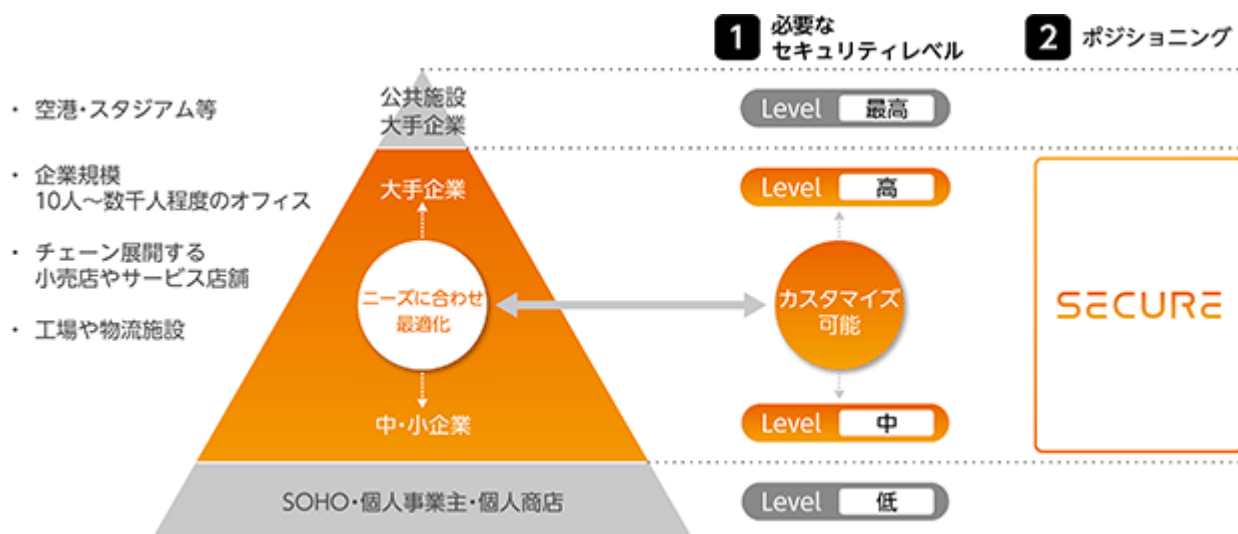 1 必要な
セキュリティレベル
2 ポジショニング
・ 空港・スタジアム等
・ 企業規模
10人～数千人程度のオフィス
・ チェーン展開する
小売店やサービス店舗
・ 工場や物流施設
公共施設
大手企業
大手企業
ニーズに合わせ
最適化
中・小企業
SOHO・個人事業主・個人商店
Level 最高
Level 高
カスタマイズ
可能
Level 中
Level 低
SECURE